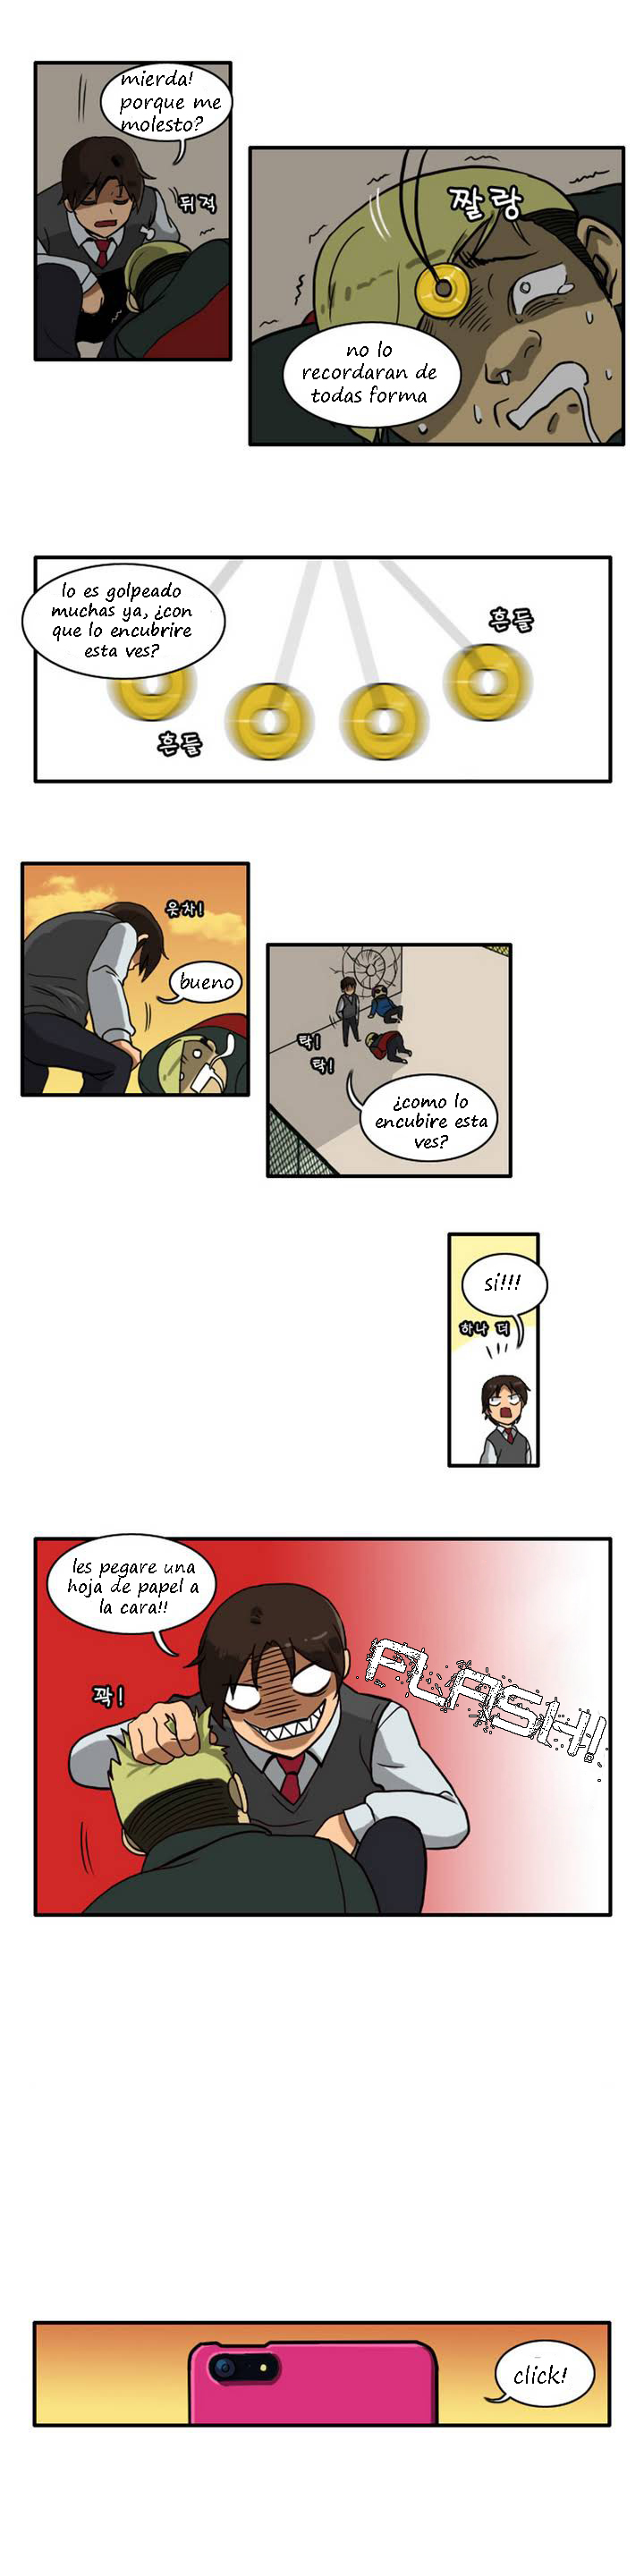 mierda!
porque me
molesto?
뒤적
짤랑
no lo
recordaran de
todas forma
lo es golpeado
muchas ya, ¿con
que lo encubrire
esta ves?
흔들
흔들
읏차!
bueno
탁!
탁!
¿como lo
encubire esta
ves?
si!!!
하나 더
les pegare una
hoja de papel a
la cara!!
꽉!
FLASH!
click!